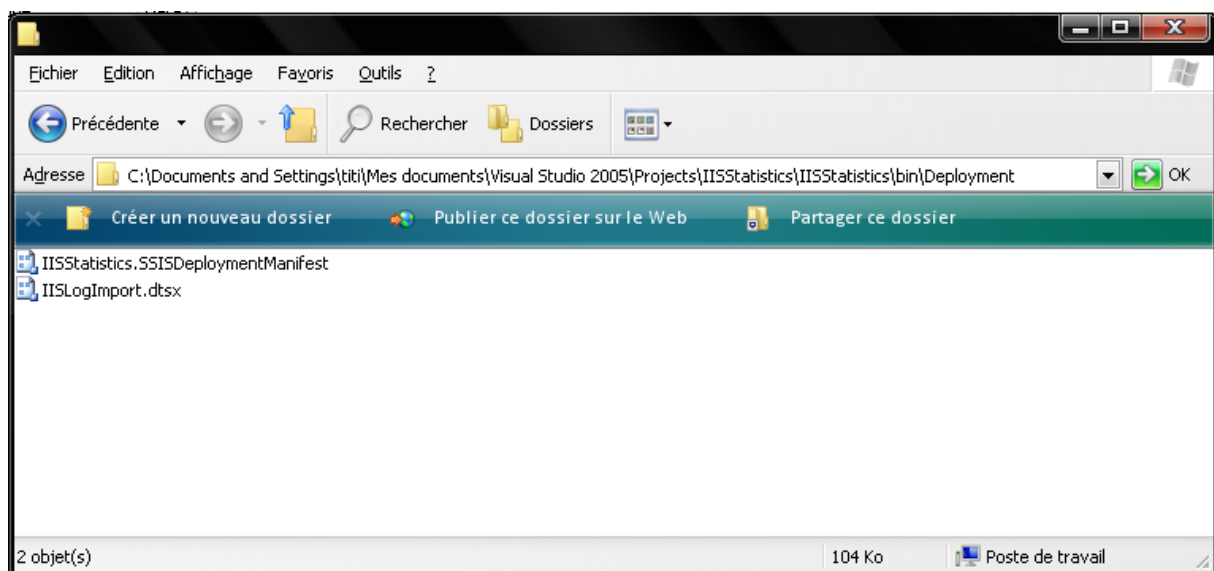 Fichier Edition Affichage Favoris Outils ?
Précédente Rechercher Dossiers
Adresse C:\Documents and Settings\titi\Mes documents\Visual Studio 2005\Projects\IISStatistics\IISStatistics\bin\Deployment OK
Créer un nouveau dossier Publier ce dossier sur le Web Partager ce dossier
IISStatistics.SSISDeploymentManifest
IISLogImport.dtsx
2 objet(s) 104 Ko Poste de travail